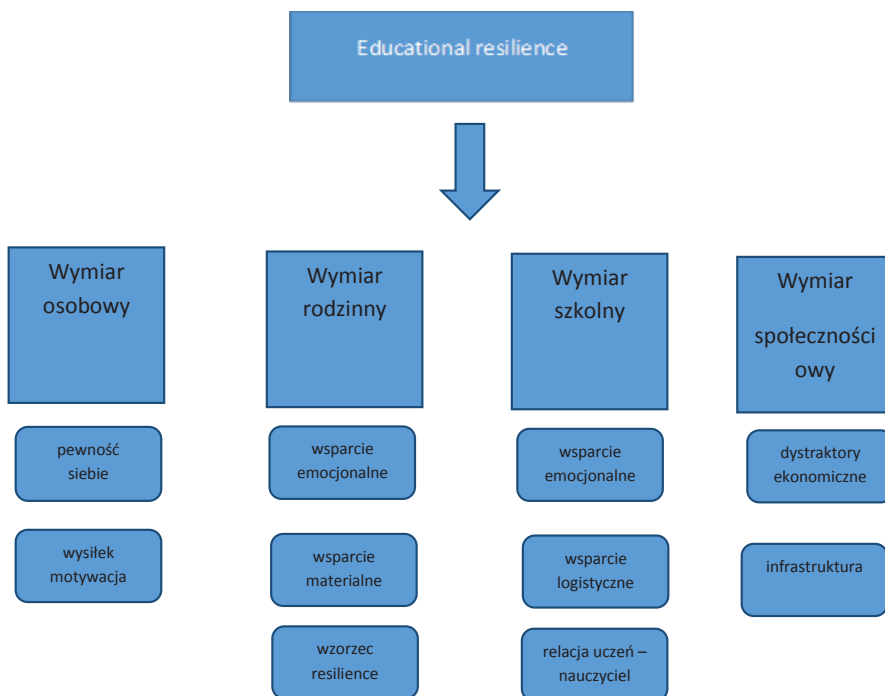 Educational resilience
Wymiar
osobowy
Wymiar
rodzinny
Wymiar
szkolny
Wymiar
społeczności
owy
pewność
siebie
wsparcie
emocjonalne
wsparcie
emocjonalne
dystraktory
ekonomiczne
wysiłek
motywacja
wsparcie
materialne
wsparcie
logistyczne
infrastruktura
wzorzec
resilience
relacja uczeń –
nauczyciel